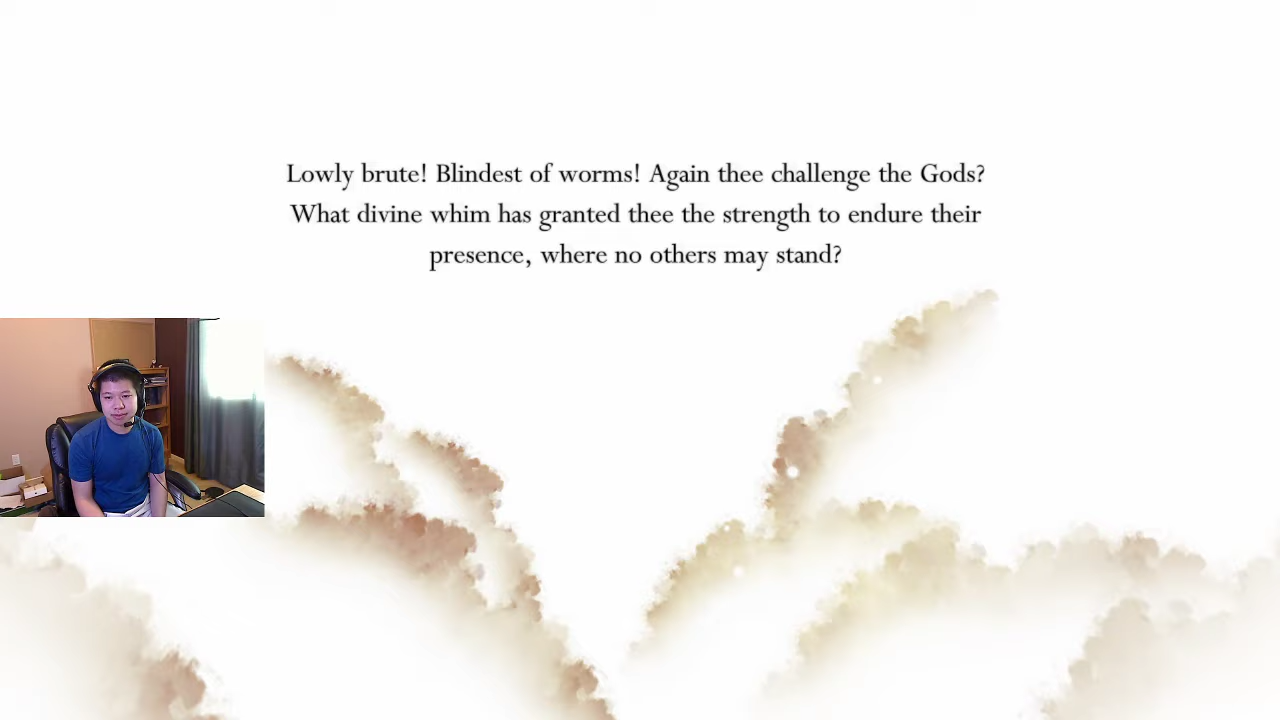 Lowly brute! Blindest of worms! Again thee challenge the Gods?
What divine whim has granted thee the strength to endure their
presence, where no others may stand?